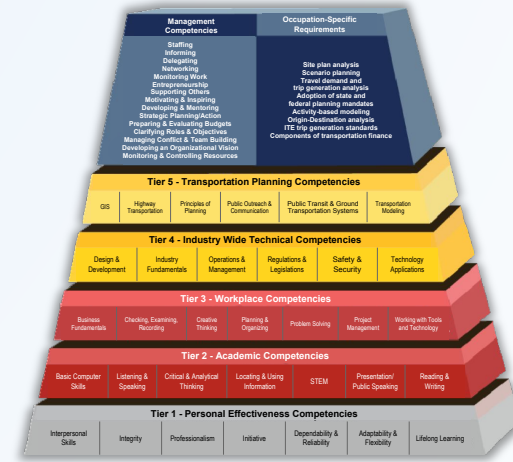 Management
Competencies
Staffing
Informing
Delegating
Networking
Monitoring Work
Entrepreneurship
Supporting Others
Motivating & Inspiring
Developing & Mentoring
Strategic Planning/Action
Preparing & Evaluating Budgets
Clarifying Roles & Objectives
Managing Conflict & Team Building
Developing an Organizational Vision
Monitoring & Controlling Resources
Occupation-Specific
Requirements
Site plan analysis
Scenario planning
Travel demand and
trip generation analysis
Adoption of state and
federal planning mandates
Activity-based modeling
Origin-Destination analysis
ITE trip generation standards
Components of transportation finance
Tier 5 - Transportation Planning Competencies
GIS
Highway
Transportation
Principles of
Planning
Public Outreach &
Communication
Public Transit & Ground
Transportation Systems
Transportation
Modeling
Tier 4 - Industry Wide Technical Competencies
Design &
Development
Industry
Fundamentals
Operations &
Management
Regulations &
Legislations
Safety &
Security
Technology
Applications
Tier 3 - Workplace Competencies
Business
Fundamentals
Checking, Examining,
Recording
Creative
Thinking
Planning &
Organizing
Problem Solving
Project
Management
Working with Tools
and Technology
Tier 2 - Academic Competencies
Basic Computer
Skills
Listening &
Speaking
Critical & Analytical
Thinking
Locating & Using
Information
STEM
Presentation/
Public Speaking
Reading &
Writing
Tier 1 - Personal Effectiveness Competencies
Interpersonal
Skills
Integrity
Professionalism
Initiative
Dependability &
Reliability
Adaptability &
Flexibility
Lifelong Learning